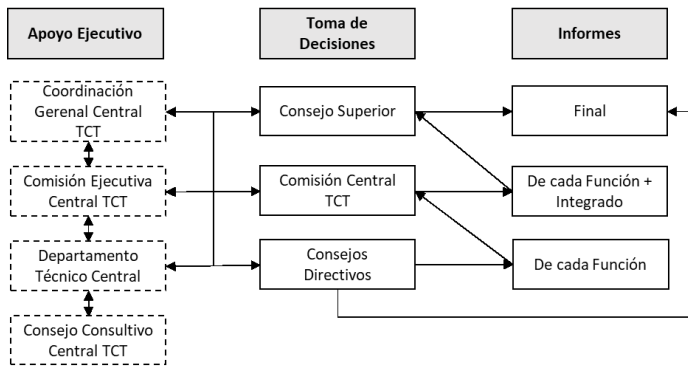 Apoyo Ejecutivo
Toma de
Decisiones
Informes
Coordinación
Gerenal Central
TCT
Consejo Superior
Final
Comisión Ejecutiva
Central TCT
Comisión Central
TCT
De cada Función +
Integrado
Departamento
Técnico Central
Consejos
Directivos
De cada Función
Consejo Consultivo
Central TCT